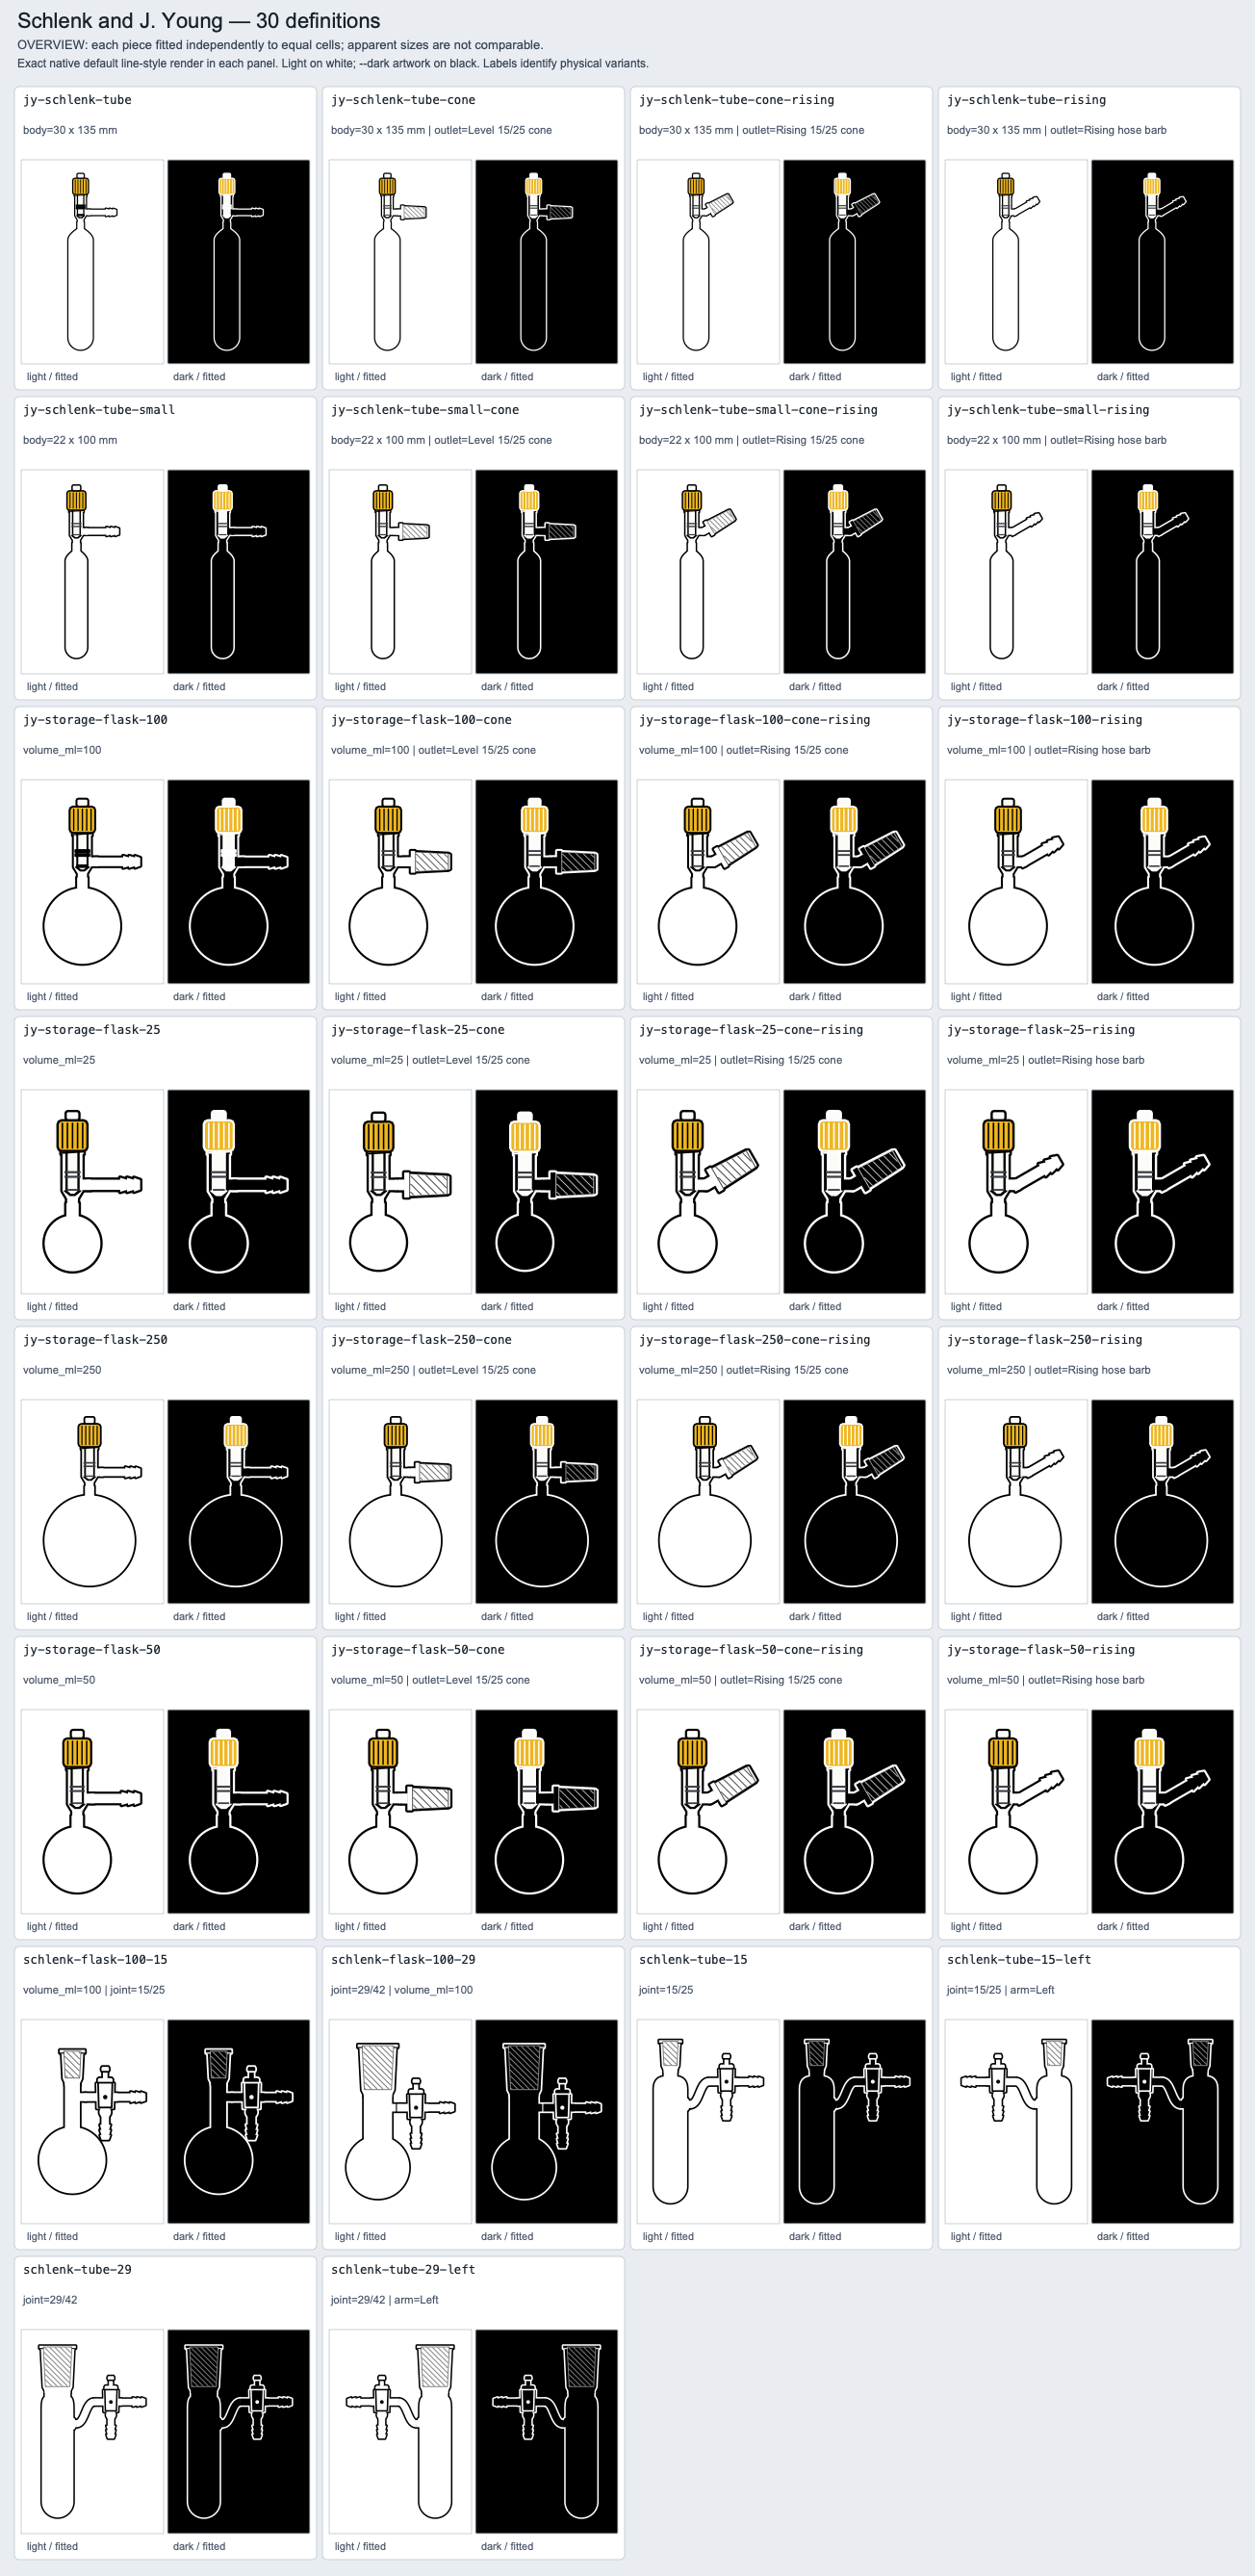 Schlenk and J. Young — 30 definitions
OVERVIEW: each piece fitted independently to equal cells; apparent sizes are not comparable.
Exact native default line-style render in each panel. Light on white; --dark artwork on black. Labels identify physical variants.
jy-schlenk-tube
body=30 x 135 mm
light / fitted
dark / fitted
jy-schlenk-tube-cone
body=30 x 135 mm | outlet=Level 15/25 cone
light / fitted
dark / fitted
jy-schlenk-tube-cone-rising
body=30 x 135 mm | outlet=Rising 15/25 cone
light / fitted
dark / fitted
jy-schlenk-tube-rising
body=30 x 135 mm | outlet=Rising hose barb
light / fitted
dark / fitted
jy-schlenk-tube-small
body=22 x 100 mm
light / fitted
dark / fitted
jy-schlenk-tube-small-cone
body=22 x 100 mm | outlet=Level 15/25 cone
light / fitted
dark / fitted
jy-schlenk-tube-small-cone-rising
body=22 x 100 mm | outlet=Rising 15/25 cone
light / fitted
dark / fitted
jy-schlenk-tube-small-rising
body=22 x 100 mm | outlet=Rising hose barb
light / fitted
dark / fitted
jy-storage-flask-100
volume_ml=100
light / fitted
dark / fitted
jy-storage-flask-100-cone
volume_ml=100 | outlet=Level 15/25 cone
light / fitted
dark / fitted
jy-storage-flask-100-cone-rising
volume_ml=100 | outlet=Rising 15/25 cone
light / fitted
dark / fitted
jy-storage-flask-100-rising
volume_ml=100 | outlet=Rising hose barb
light / fitted
dark / fitted
jy-storage-flask-25
volume_ml=25
light / fitted
dark / fitted
jy-storage-flask-25-cone
volume_ml=25 | outlet=Level 15/25 cone
light / fitted
dark / fitted
jy-storage-flask-25-cone-rising
volume_ml=25 | outlet=Rising 15/25 cone
light / fitted
dark / fitted
jy-storage-flask-25-rising
volume_ml=25 | outlet=Rising hose barb
light / fitted
dark / fitted
jy-storage-flask-250
volume_ml=250
light / fitted
dark / fitted
jy-storage-flask-250-cone
volume_ml=250 | outlet=Level 15/25 cone
light / fitted
dark / fitted
jy-storage-flask-250-cone-rising
volume_ml=250 | outlet=Rising 15/25 cone
light / fitted
dark / fitted
jy-storage-flask-250-rising
volume_ml=250 | outlet=Rising hose barb
light / fitted
dark / fitted
jy-storage-flask-50
volume_ml=50
light / fitted
dark / fitted
jy-storage-flask-50-cone
volume_ml=50 | outlet=Level 15/25 cone
light / fitted
dark / fitted
jy-storage-flask-50-cone-rising
volume_ml=50 | outlet=Rising 15/25 cone
light / fitted
dark / fitted
jy-storage-flask-50-rising
volume_ml=50 | outlet=Rising hose barb
light / fitted
dark / fitted
schlenk-flask-100-15
volume_ml=100 | joint=15/25
light / fitted
dark / fitted
schlenk-flask-100-29
joint=29/42 | volume_ml=100
light / fitted
dark / fitted
schlenk-tube-15
joint=15/25
light / fitted
dark / fitted
schlenk-tube-15-left
joint=15/25 | arm=Left
light / fitted
dark / fitted
schlenk-tube-29
joint=29/42
light / fitted
dark / fitted
schlenk-tube-29-left
joint=29/42 | arm=Left
light / fitted
dark / fitted